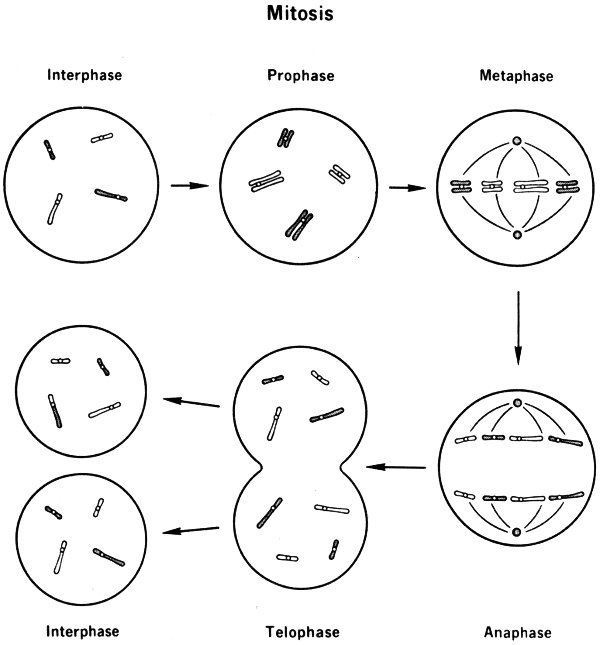 Mitosis
Interphase
Prophase
Metaphase
Interphase
Telophase
Anaphase